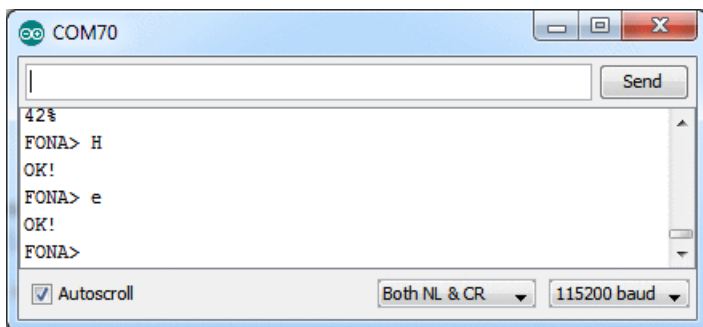 COM70
Send
42%
FONA> H
OK!
FONA> e
OK!
FONA>
Autoscroll
Both NL & CR
115200 baud